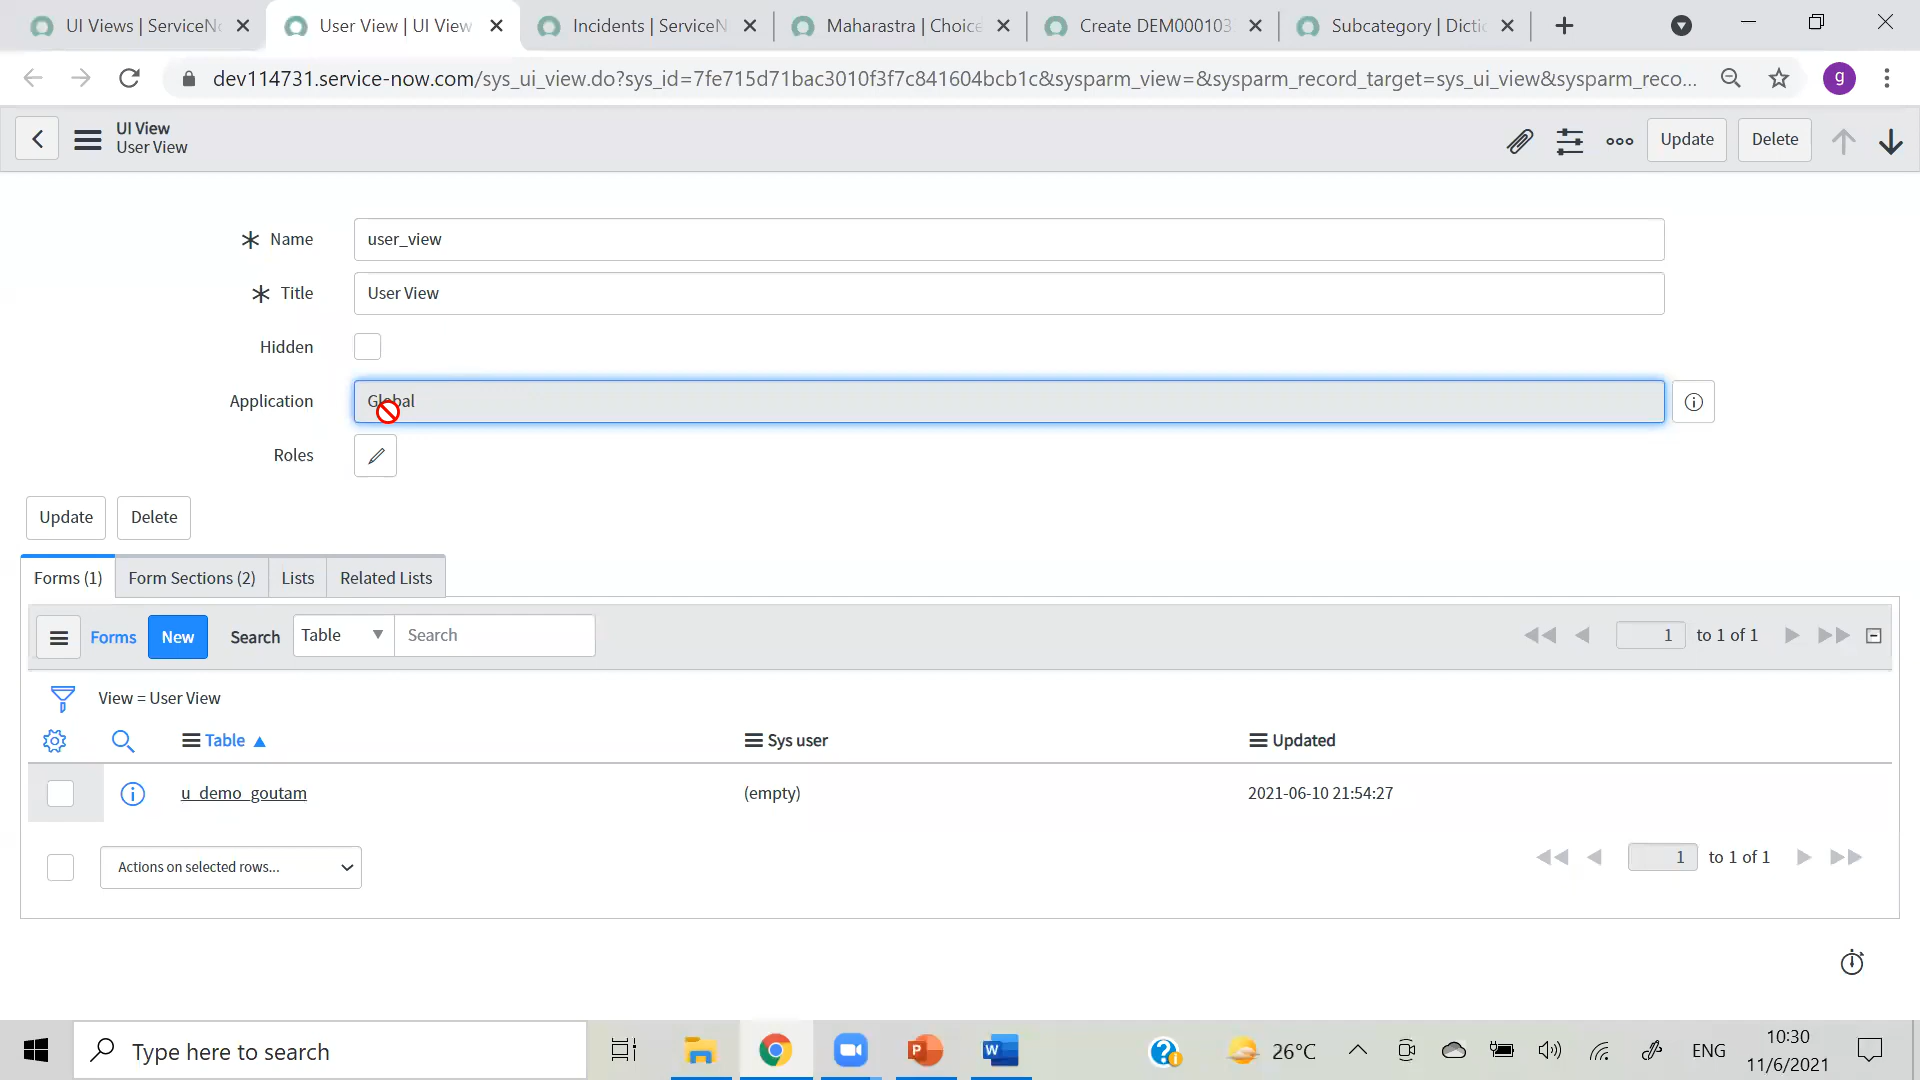 UI Views | ServiceNo
User View | UI View
Incidents | ServiceN
Maharastra | Choice
Create DEM000103
Subcategory | Dictio
dev114731.service-now.com/sys_ui_view.do?sys_id=7fe715d71bac3010f3f7c841604bcb1c&sysparm_view=&sysparm_record_target=sys_ui_view&sysparm_reco...
g
UI View
User View
Update
Delete
Name
user_view
Title
User View
Hidden
Application
Global
Roles
Update
Delete
Forms (1)
Form Sections (2)
Lists
Related Lists
Forms
New
Search
Table
Search
1 to 1 of 1
View = User View
Table
Sys user
Updated
u_demo_goutam
(empty)
2021-06-10 21:54:27
Actions on selected rows...
1 to 1 of 1
Type here to search
26°C
ENG
10:30
11/6/2021